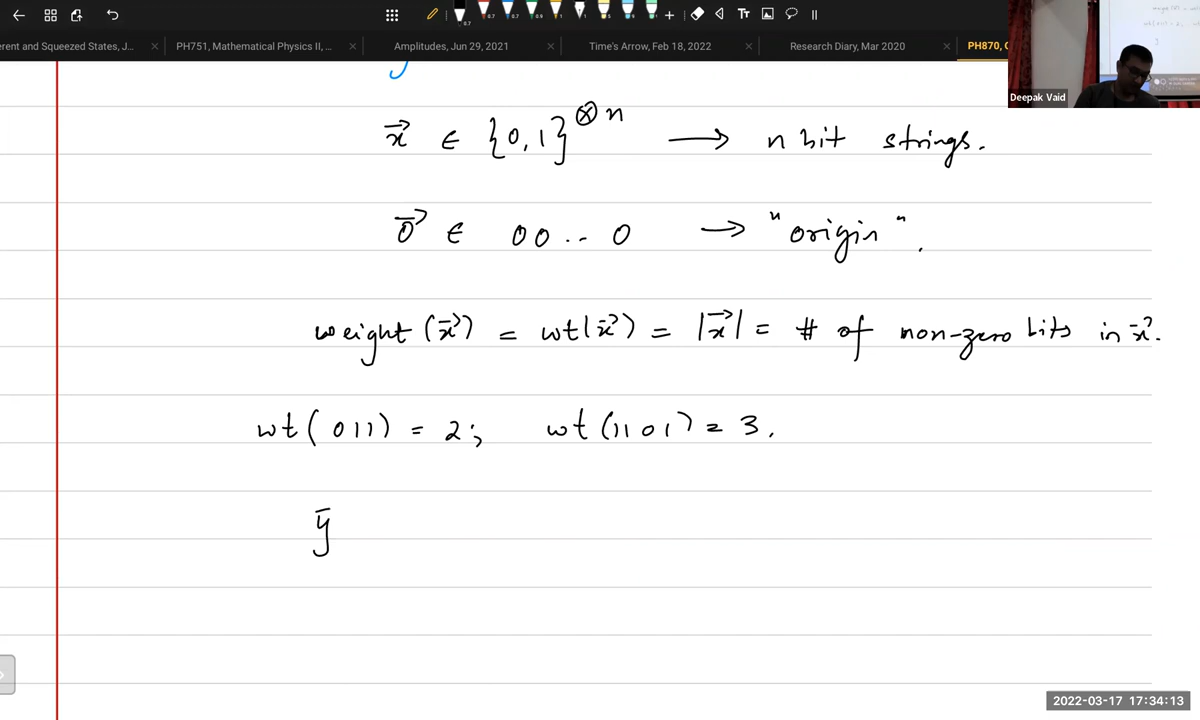 erent and Squeezed States, J... × PH751, Mathematical Physics II, ... × Amplitudes, Jun 29, 2021 × Time's Arrow, Feb 18, 2022 × Research Diary, Mar 2020 × PH870,
Deepak Vaid
x⃗ ∈ {0,1}^⊗n ⟶ n bit strings.
0⃗ ∈ 00..0 → "origin".
weight (x⃗) = wt(x⃗) = |x⃗| = # of non-zero bits in x⃗.
wt(011) = 2; wt(1101) = 3.
y
2022-03-17 17:34:13